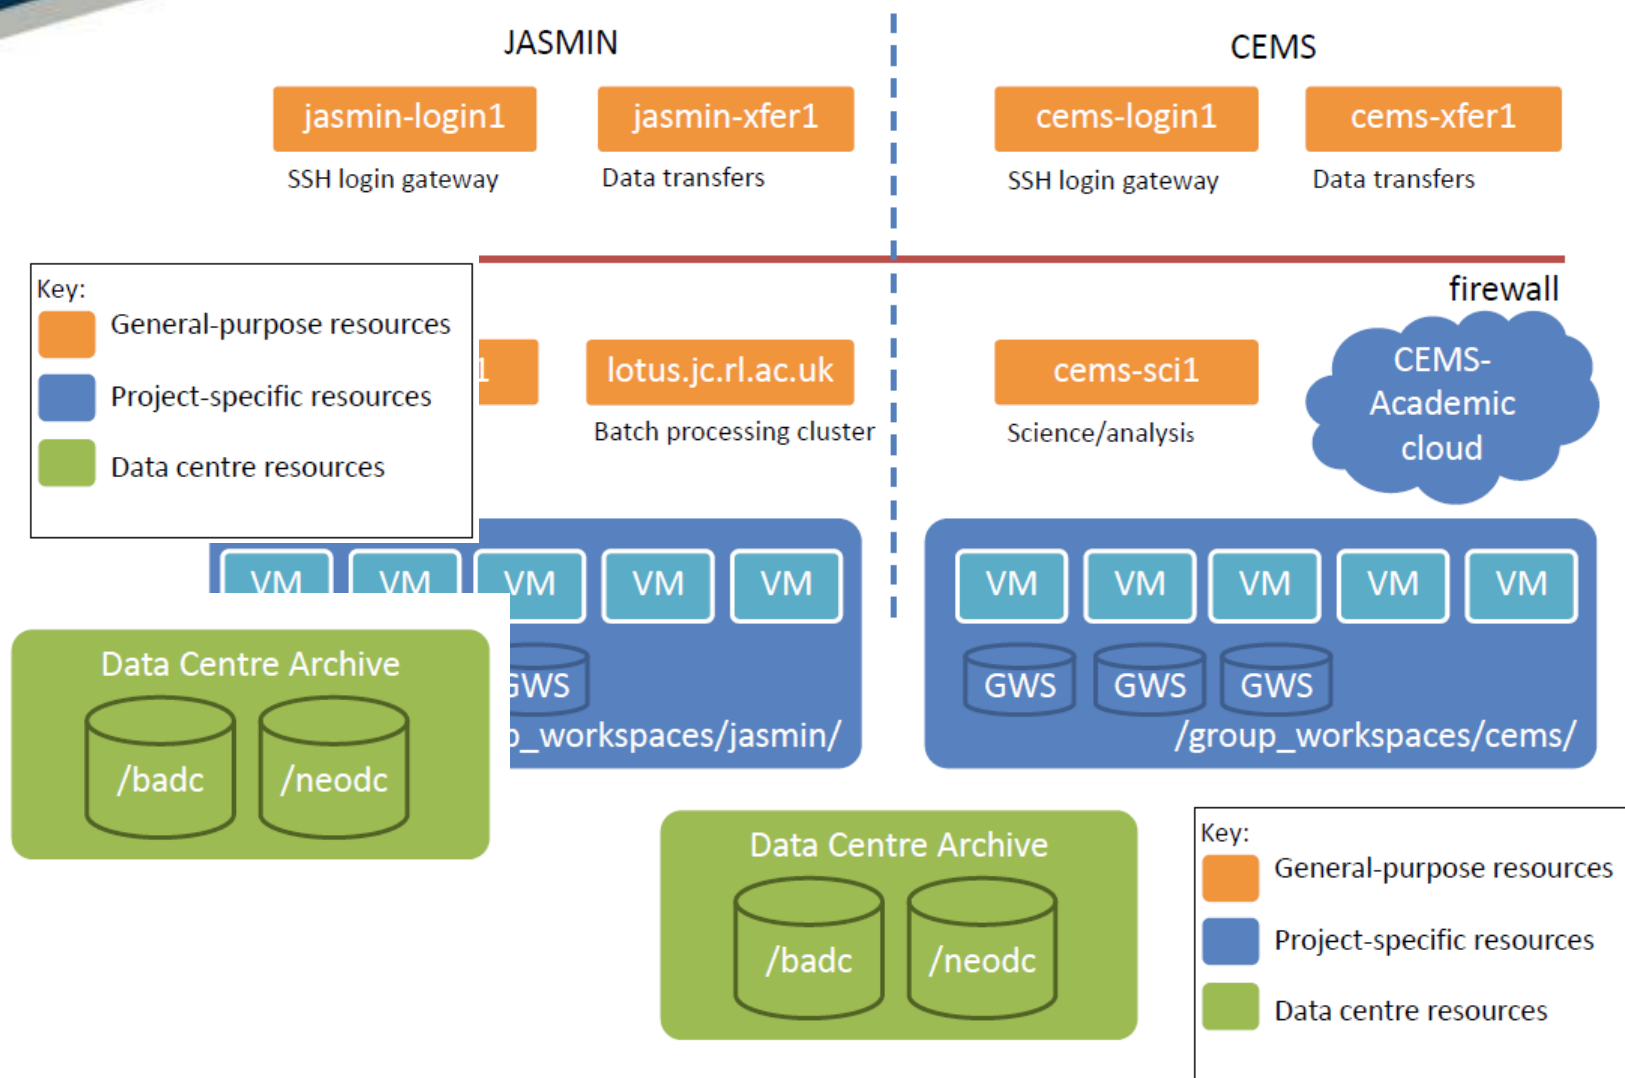 JASMIN
CEMS
jasmin-login1
jasmin-xfer1
cems-login1
cems-xfer1
SSH login gateway
Data transfers
SSH login gateway
Data transfers
firewall
Key:
General-purpose resources
Project-specific resources
Data centre resources
1
lotus.jc.rl.ac.uk
cems-sci1
CEMS-
Academic
cloud
Batch processing cluster
Science/analysis
VM VM VM VM VM
VM VM VM VM VM
GWS
GWS GWS GWS
_workspaces/jasmin/
/group_workspaces/cems/
Data Centre Archive
/badc /neodc
Data Centre Archive
/badc /neodc
Key:
General-purpose resources
Project-specific resources
Data centre resources